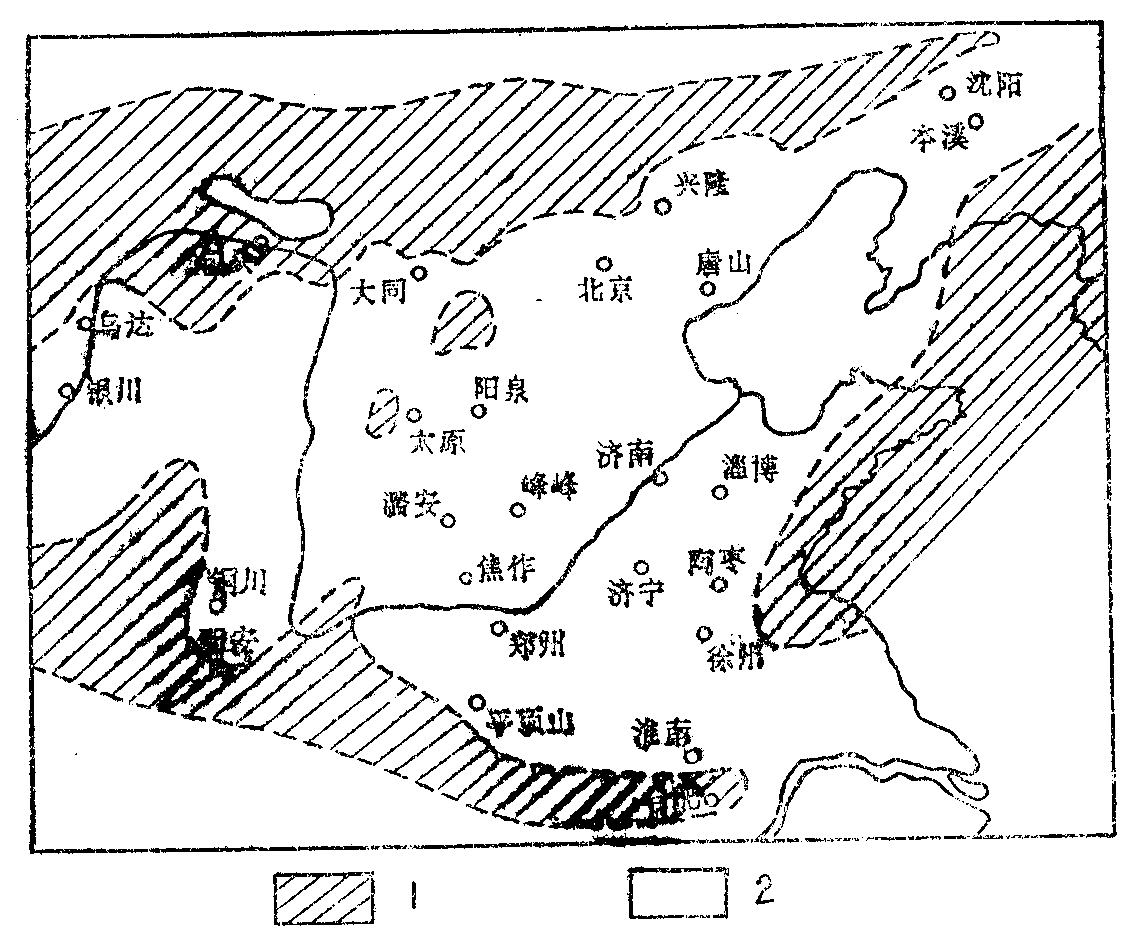 沈阳
本溪
兴隆
唐山
北京
大同
乌达
银川
阳泉
太原
济南
淄博
峰峰
潞安
焦作
陶枣
济宁
铜川
郑州
徐州
平顶山
淮南
1
2